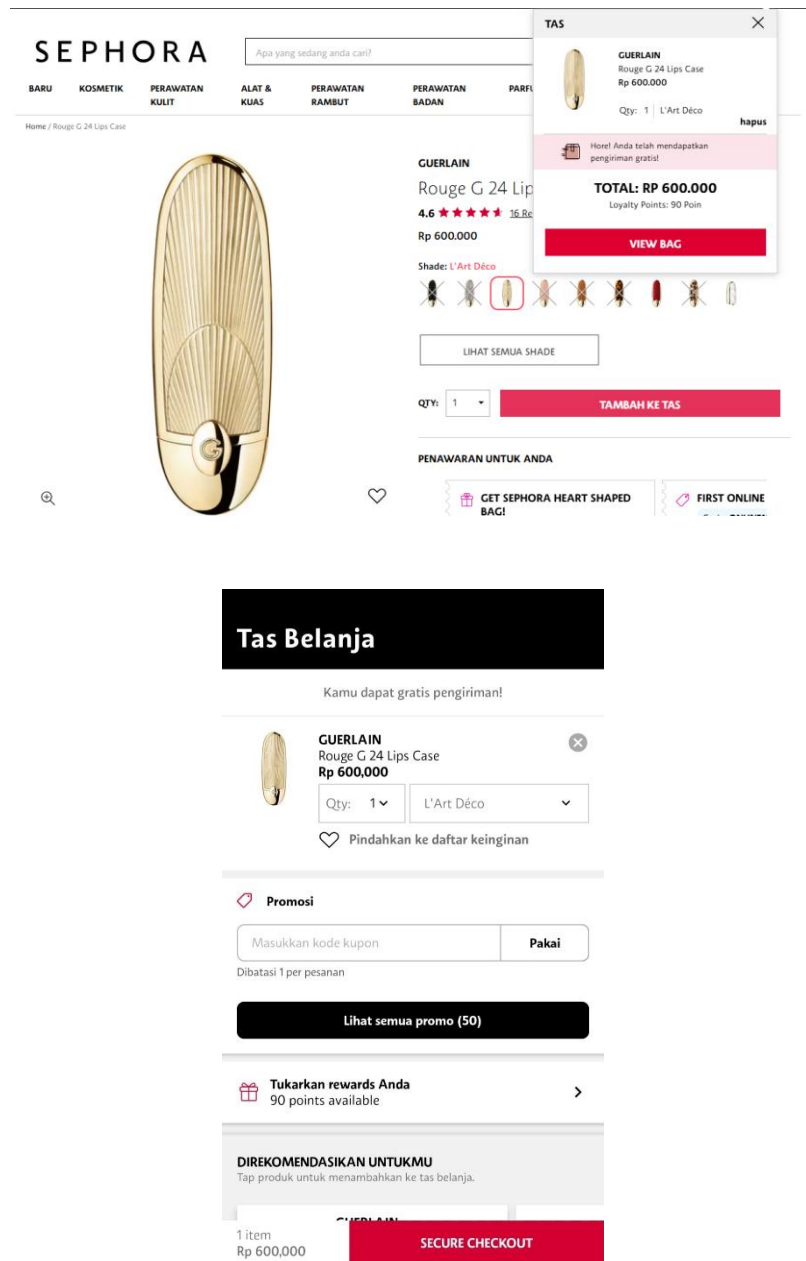 SEPHORA
Apa yang sedang anda cari?
BARU
KOSMETIK
PERAWATAN
KULIT
ALAT &
KUAS
PERAWATAN
RAMBUT
PERAWATAN
BADAN
Home / Rouge G 24 Lips Case
TAS
GUERLAIN
Rouge G 24 Lips Case
Rp 600.000
Qty: 1 | L'Art Déco
hapus
Hore! Anda telah mendapatkan
pengiriman gratis!
TOTAL: RP 600.000
Loyalty Points: 90 Poin
VIEW BAG
GUERLAIN
Rouge G 24 Lip
4.6 16 Re
Rp 600.000
Shade: L'Art Déco
G
LIHAT SEMUA SHADE
QTY: 1
TAMBAH KE TAS
PENAWARAN UNTUK ANDA
GET SEPHORA HEART SHAPED
BAG!
FIRST ONLINE
Tas Belanja
Kamu dapat gratis pengiriman!
GUERLAIN
Rouge G 24 Lips Case
Rp 600,000
Qty: 1
L'Art Déco
Pindahkan ke daftar keinginan
Promosi
Masukkan kode kupon
Pakai
Dibatasi 1 per pesanan
Lihat semua promo (50)
Tukarkan rewards Anda
90 points available
DIREKOMENDASIKAN UNTUKMU
Tap produk untuk menambahkan ke tas belanja.
1 item
Rp 600,000
SECURE CHECKOUT